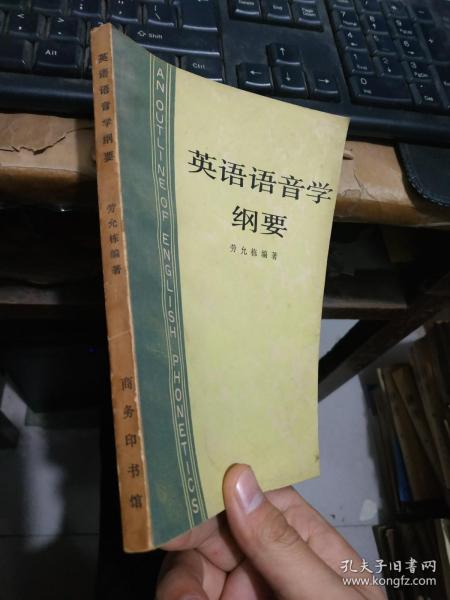 英语语音学纲要
劳允栋编著
商务印书馆
AN OUTLINE OF ENGLISH PHONETICS
英语语音学
纲要
劳允栋编著
Shift
Ctrl
孔夫子旧书网
www.kongfz.com